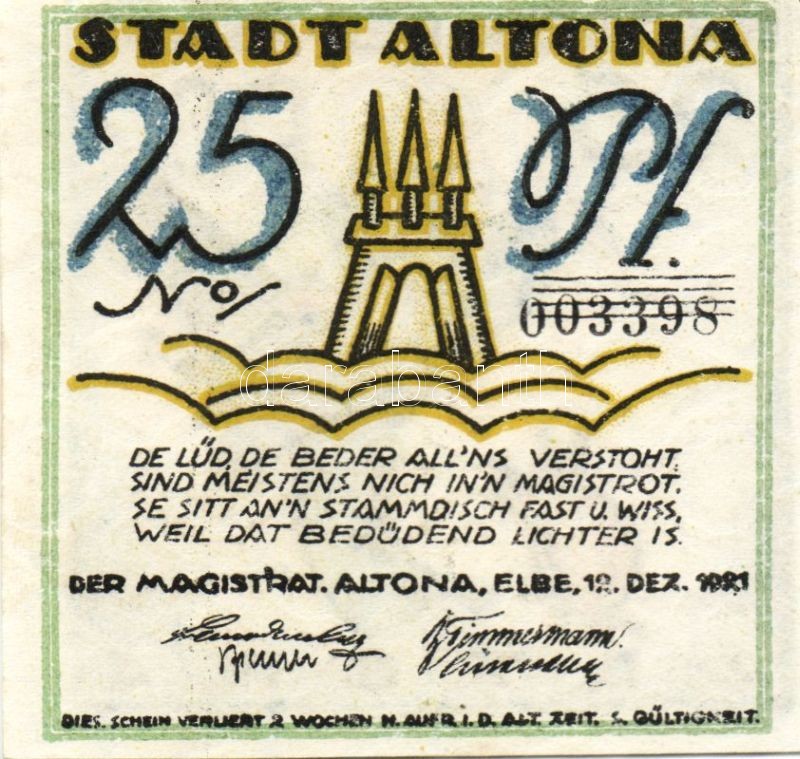 STADT ALTONA
25 Pf.
No/
003398
darabanth
DE LÜD, DE BEDER ALL'NS VERSTOHT,
SIND MEISTENS NICH IN'N MAGISTROT.
SE SITT AN'N STAMMDISCH FAST U. WISS,
WEIL DAT BEDÜDEND LICHTER IS.
DER MAGISTRAT. ALTONA, ELBE, 12. DEZ. 1921
Timmermann.
DIES. SCHEIN VERLIERT 2 WOCHEN N. AUFR. I. D. ALT. ZEIT. S. GÜLTIGKEIT.